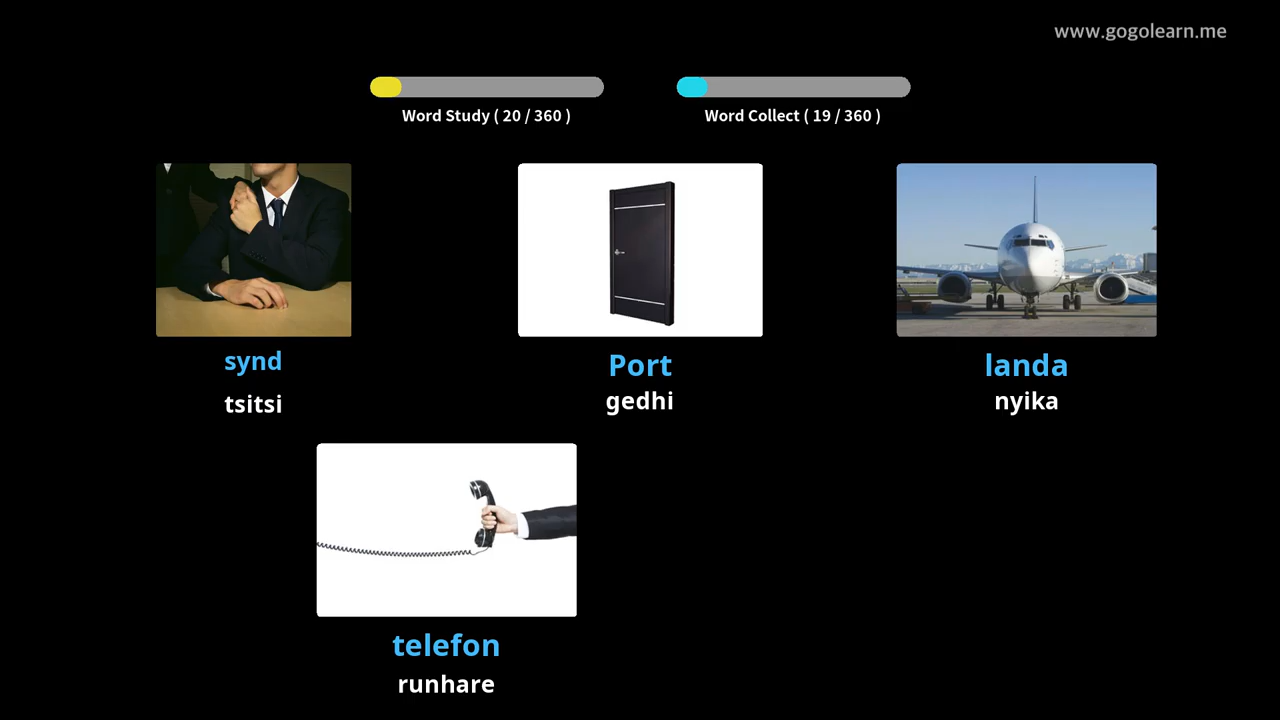 www.gogolearn.me
Word Study ( 20 / 360 )
Word Collect ( 19 / 360 )
synd
tsitsi
Port
gedhi
landa
nyika
telefon
runhare